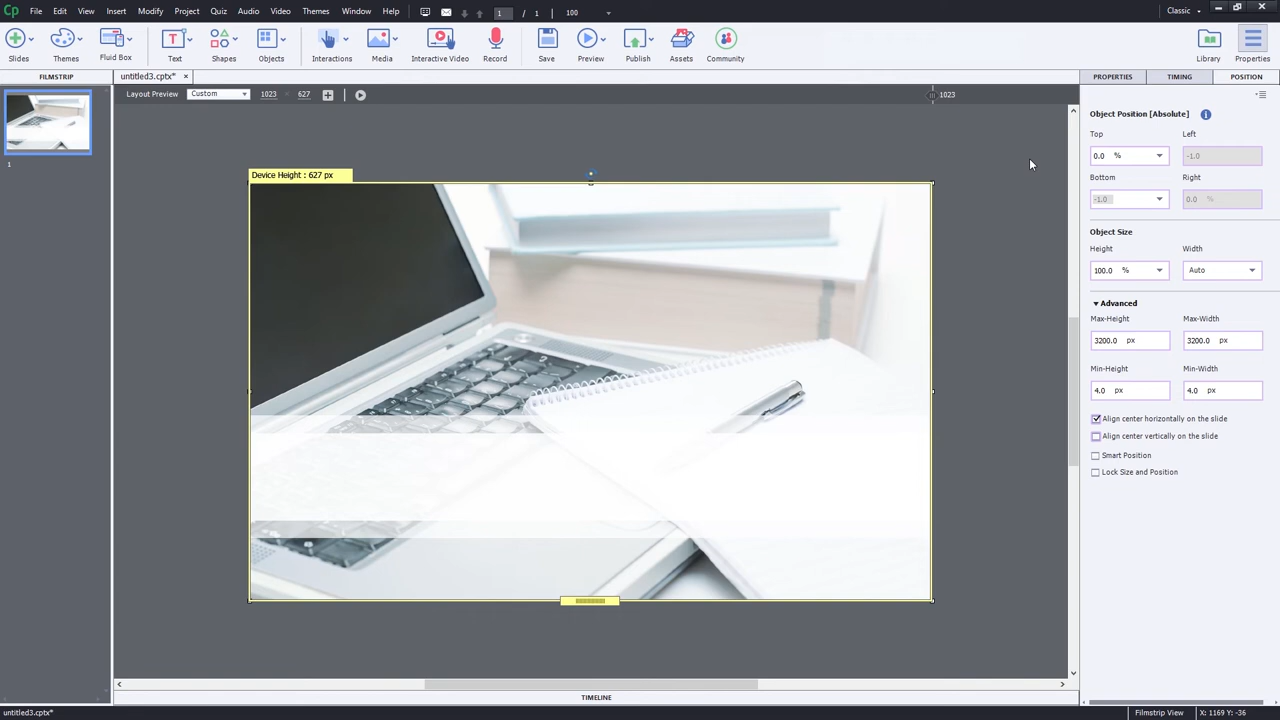 Cp File Edit View Insert Modify Project Quiz Audio Video Themes Window Help 1 / 1 100 Classic
Slides Themes Fluid Box Text Shapes Objects Interactions Media Interactive Video Record Save Preview Publish Assets Community Library Properties
FILMSTRIP untitled3.cptx* × PROPERTIES TIMING POSITION
Layout Preview Custom 1023 × 627 1023
Object Position [Absolute]
Top Left
0.0 % -1.0
Bottom Right
-1.0 0.0 %
Device Height : 627 px
Object Size
Height Width
100.0 % Auto
Advanced
Max-Height Max-Width
3200.0 px 3200.0 px
Min-Height Min-Width
4.0 px 4.0 px
Align center horizontally on the slide
Align center vertically on the slide
Smart Position
Lock Size and Position
1
TIMELINE
untitled3.cptx* Filmstrip View X: 1169 Y: -36